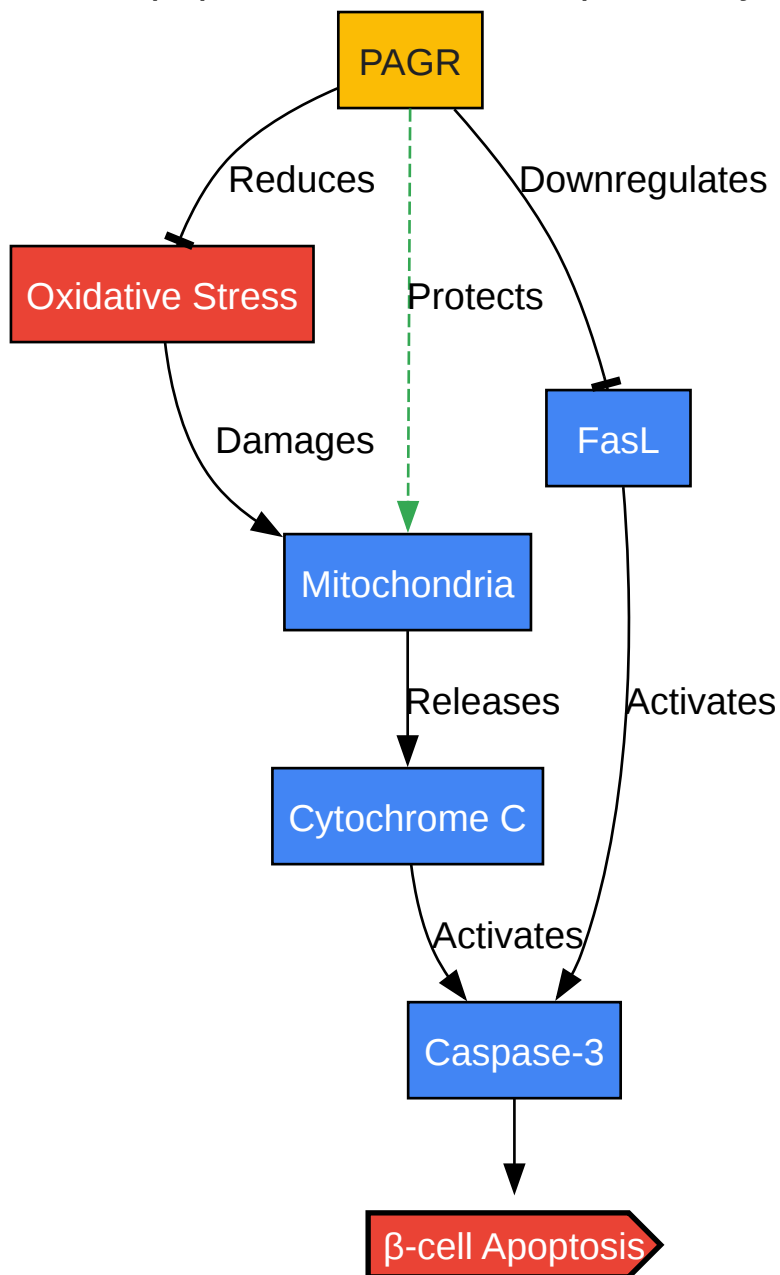 PAGR
Reduces
Downregulates
Oxidative Stress
Protects
Damages
FasL
Mitochondria
Releases
Activates
Cytochrome C
Activates
Caspase-3
β-cell Apoptosis